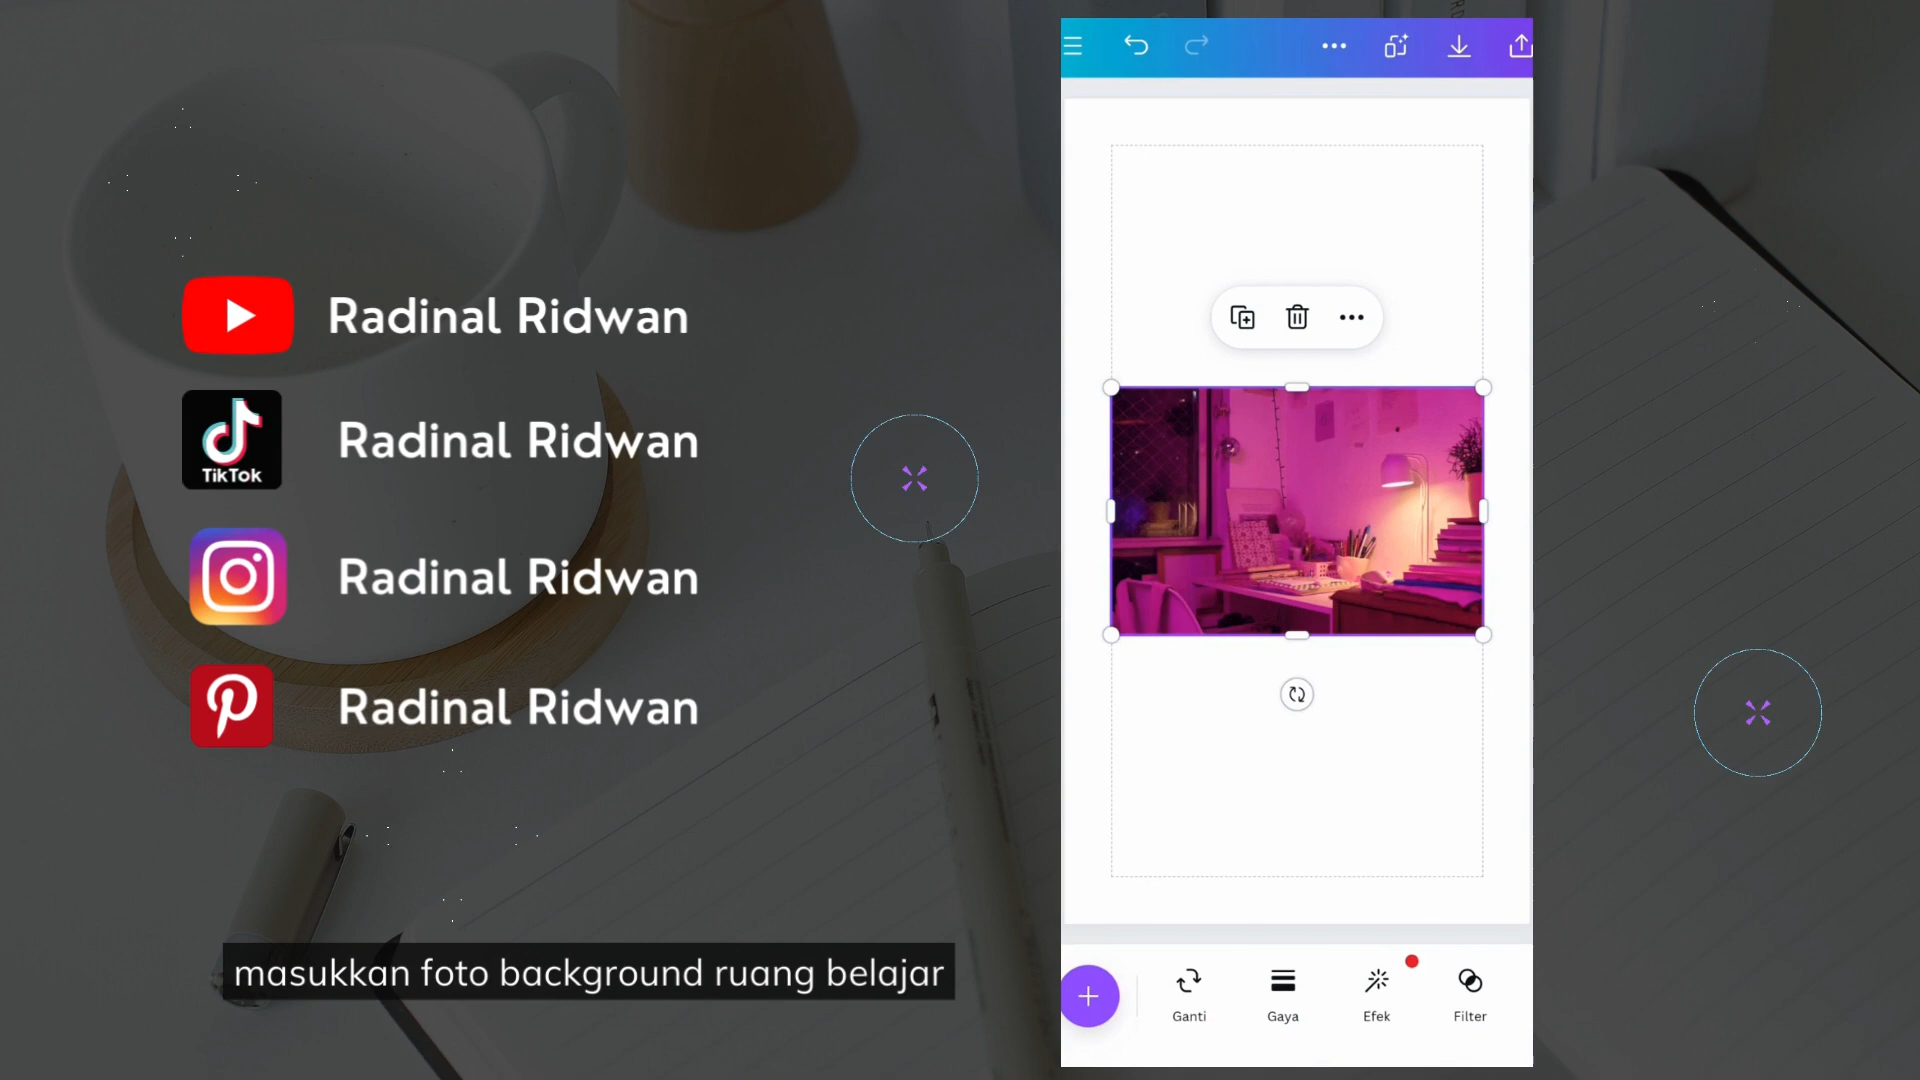 Radinal Ridwan
TikTok
Radinal Ridwan
Radinal Ridwan
Radinal Ridwan
masukkan foto background ruang belajar
Ganti
Gaya
Efek
Filter